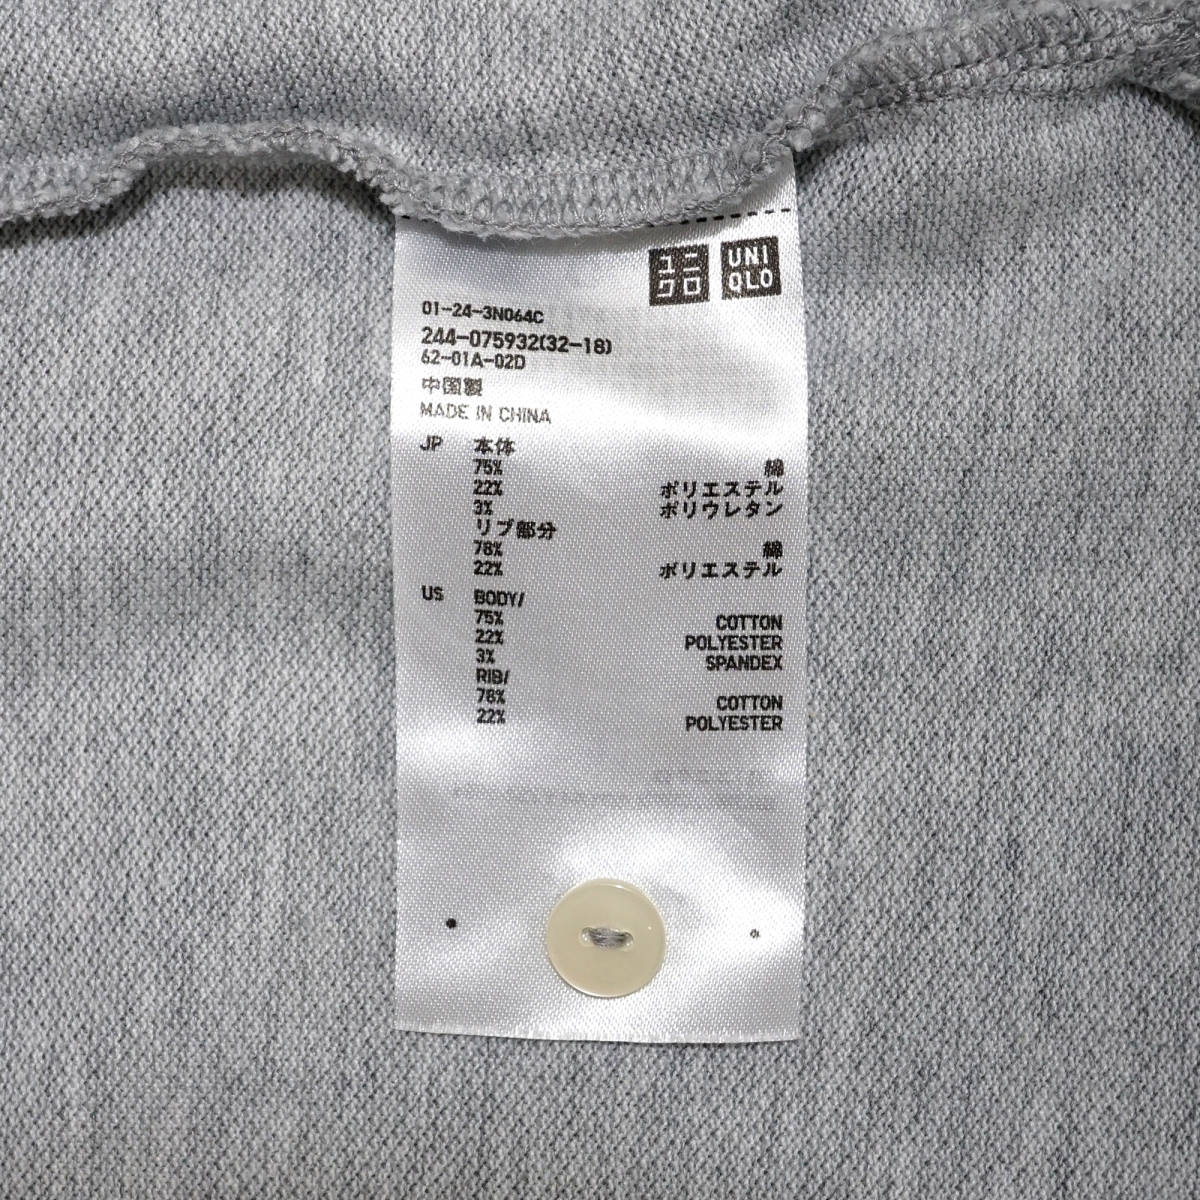 ユニ
クロ
UNI
QLO
01-24-3N064C
244-075932(32-18)
62-01A-02D
中国製
MADE IN CHINA
JP 本体
75% 綿
22% ポリエステル
3% ポリウレタン
リブ部分
78% 綿
22% ポリエステル
US BODY/
75% COTTON
22% POLYESTER
3% SPANDEX
RIB/
78% COTTON
22% POLYESTER